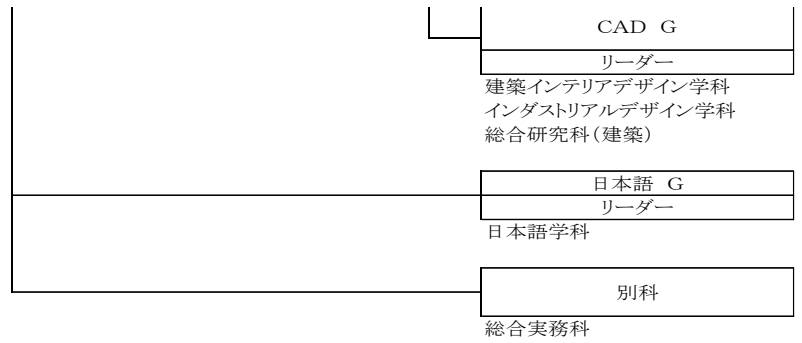 CAD G
リーダー
建築インテリアデザイン学科
インダストリアルデザイン学科
総合研究科(建築)
日本語 G
リーダー
日本語学科
別科
総合実務科